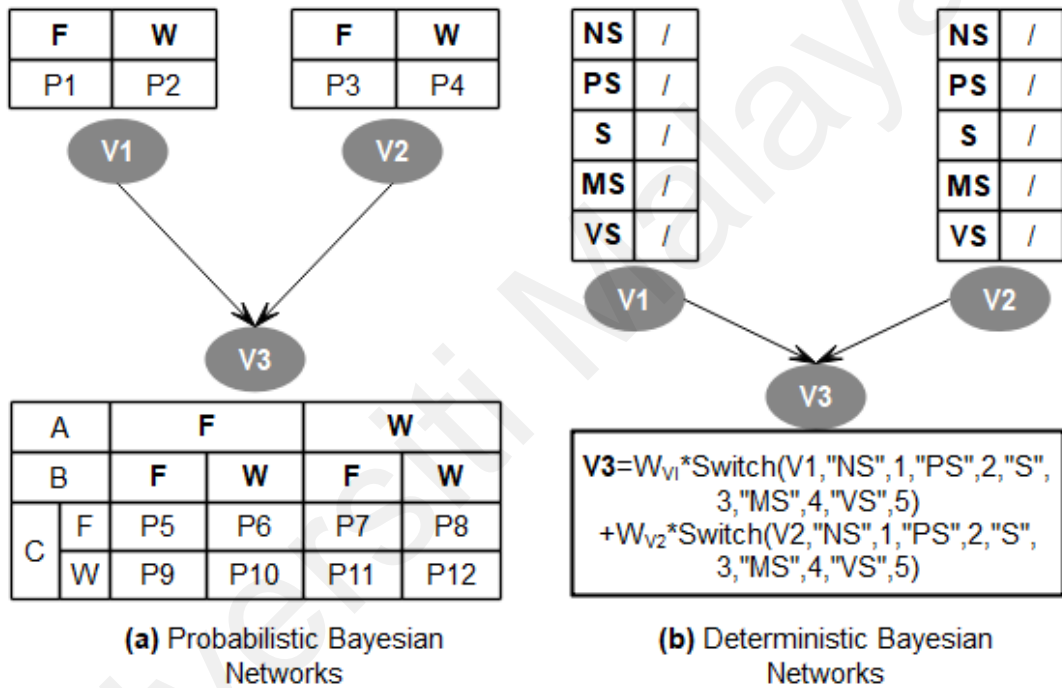 F W
P1 P2
V1
F W
P3 P4
V2
V3
A F W
B F W F W
C F P5 P6 P7 P8
W P9 P10 P11 P12
(a) Probabilistic Bayesian
Networks
NS /
PS /
S /
MS /
VS /
V1
NS /
PS /
S /
MS /
VS /
V2
V3
V3=WVI*Switch(V1,"NS",1,"PS",2,"S",
3,"MS",4,"VS",5)
+WV2*Switch(V2,"NS",1,"PS",2,"S",
3,"MS",4,"VS",5)
(b) Deterministic Bayesian
Networks
versiti Malaya